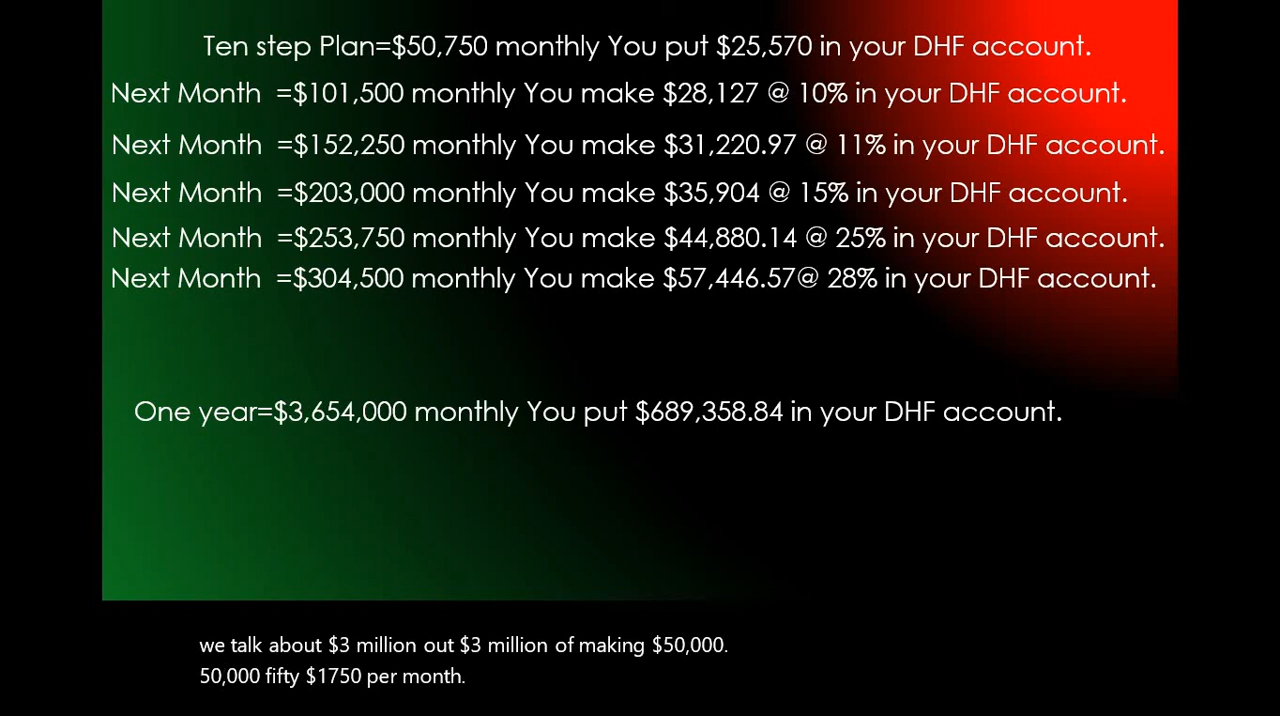 Ten step Plan=$50,750 monthly You put $25,570 in your DHF account.
Next Month =$101,500 monthly You make $28,127 @ 10% in your DHF account.
Next Month =$152,250 monthly You make $31,220.97 @ 11% in your DHF account.
Next Month =$203,000 monthly You make $35,904 @ 15% in your DHF account.
Next Month =$253,750 monthly You make $44,880.14 @ 25% in your DHF account.
Next Month =$304,500 monthly You make $57,446.57@ 28% in your DHF account.
One year=$3,654,000 monthly You put $689,358.84 in your DHF account.
we talk about $3 million out $3 million of making $50,000.
50,000 fifty $1750 per month.